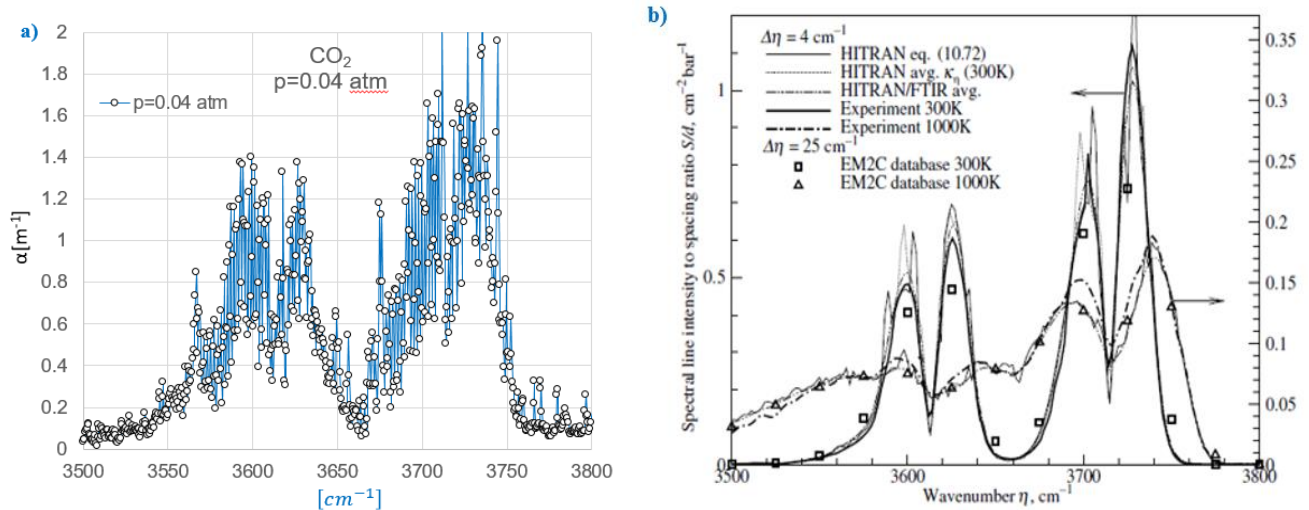 a)
CO2
p=0.04 atm
p=0.04 atm
α[m⁻¹]
2
1.8
1.6
1.4
1.2
1
0.8
0.6
0.4
0.2
0
3500 3550 3600 3650 3700 3750 3800
[cm⁻¹]
b)
Δη = 4 cm⁻¹
HITRAN eq. (10.72)
HITRAN avg. κη (300K)
HITRAN/FTIR avg.
Experiment 300K
Experiment 1000K
Δη = 25 cm⁻¹
EM2C database 300K
EM2C database 1000K
Spectral line intensity to spacing ratio S/d, cm⁻² bar⁻¹
1
0.5
0
0.35
0.3
0.25
0.2
0.15
0.1
0.05
0
3500 3600 3700 3800
Wavenumber η, cm⁻¹